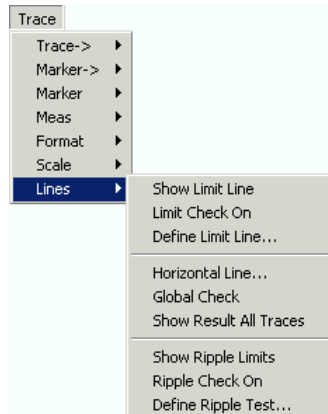 Trace
Trace->
Marker->
Marker
Meas
Format
Scale
Lines
Show Limit Line
Limit Check On
Define Limit Line...
Horizontal Line...
Global Check
Show Result All Traces
Show Ripple Limits
Ripple Check On
Define Ripple Test...